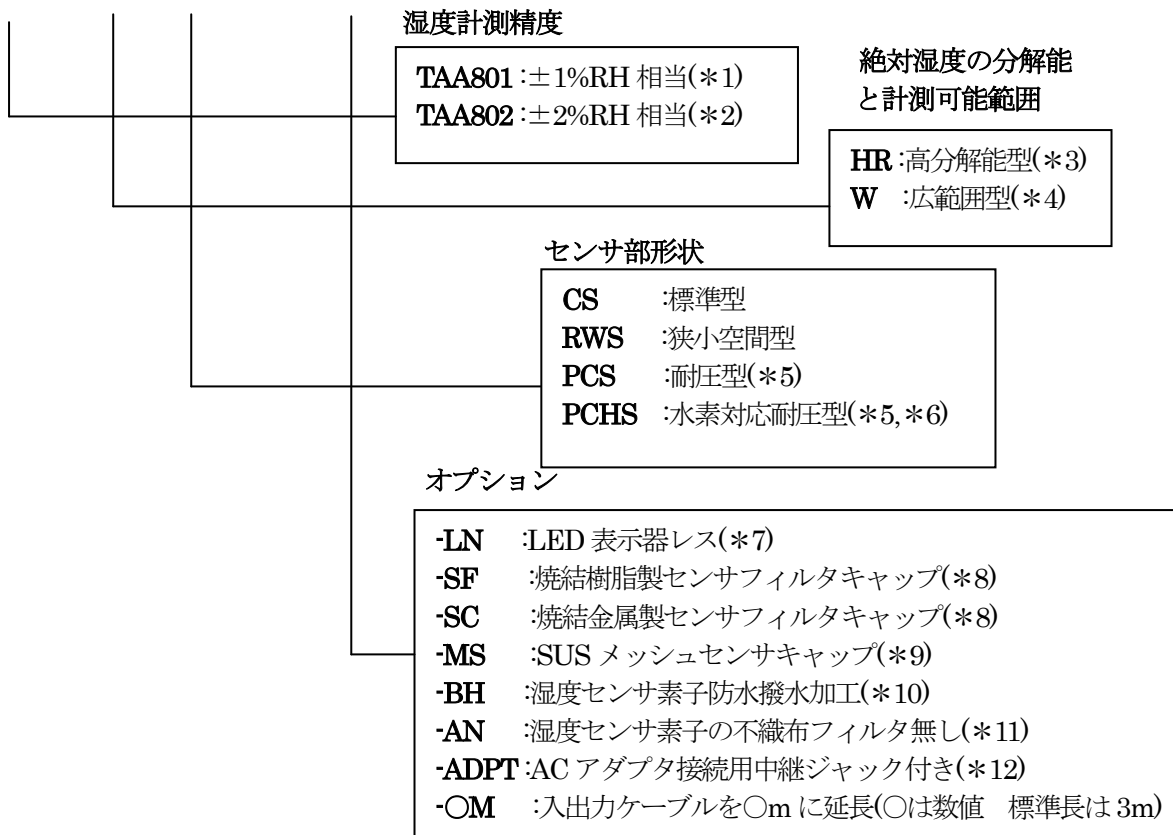 湿度計測精度
TAA801:±1%RH 相当(*1)
TAA802:±2%RH 相当(*2)
絶対湿度の分解能
と計測可能範囲
HR:高分解能型(*3)
W :広範囲型(*4)
センサ部形状
CS :標準型
RWS :狭小空間型
PCS :耐圧型(*5)
PCHS :水素対応耐圧型(*5,*6)
オプション
-LN :LED 表示器レス(*7)
-SF :焼結樹脂製センサフィルタキャップ(*8)
-SC :焼結金属製センサフィルタキャップ(*8)
-MS :SUS メッシュセンサキャップ(*9)
-BH :湿度センサ素子防水撥水加工(*10)
-AN :湿度センサ素子の不織布フィルタ無し(*11)
-ADPT:AC アダプタ接続用中継ジャック付き(*12)
-○M :入出力ケーブルを○m に延長(○は数値 標準長は 3m)